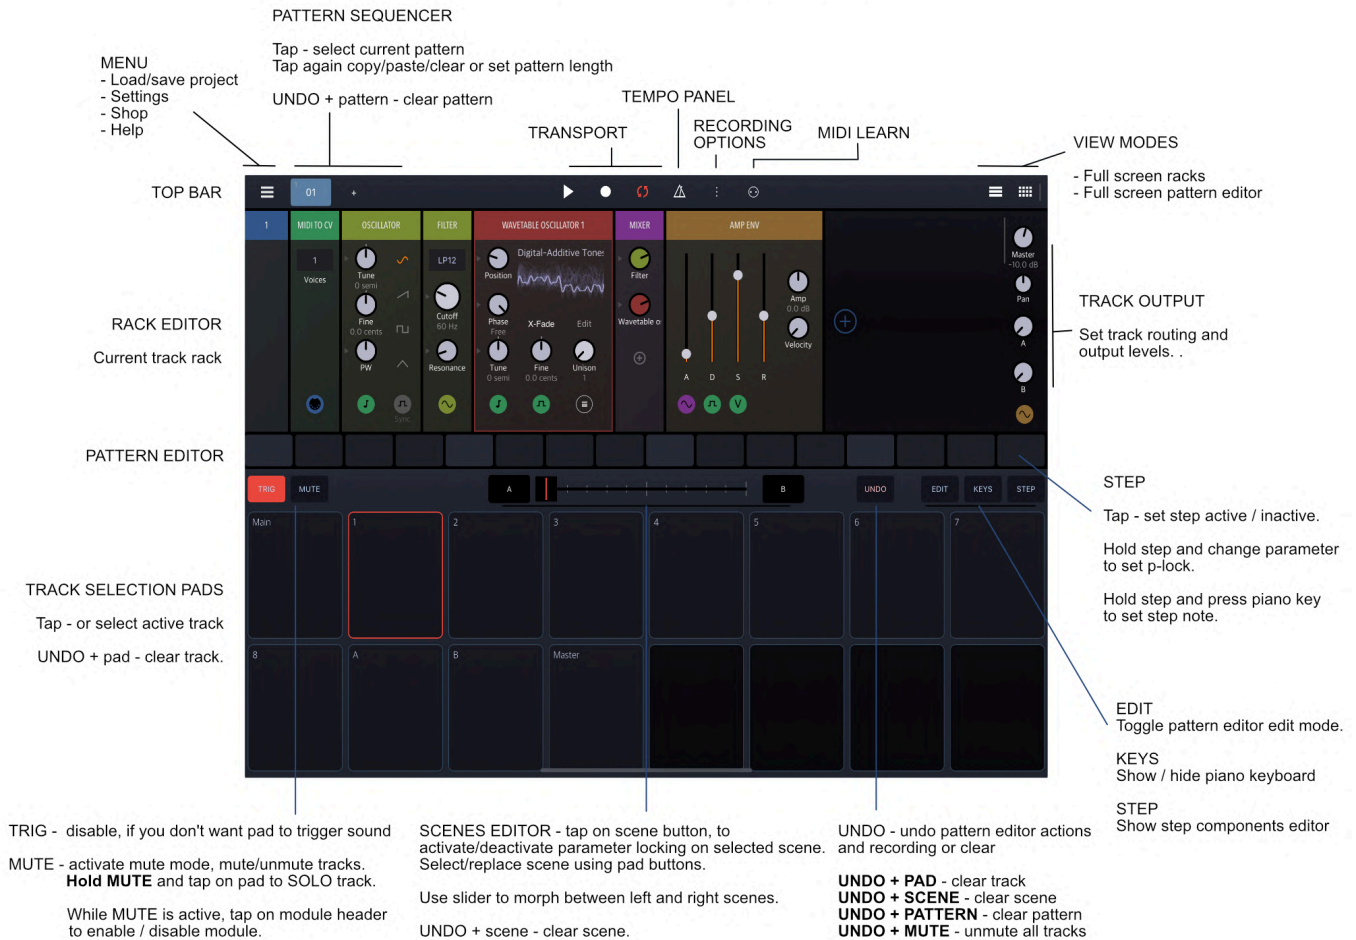 PATTERN SEQUENCER
Tap - select current pattern
Tap again copy/paste/clear or set pattern length
UNDO + pattern - clear pattern
MENU
- Load/save project
- Settings
- Shop
- Help
TRANSPORT
TEMPO PANEL
RECORDING
OPTIONS
MIDI LEARN
VIEW MODES
- Full screen racks
- Full screen pattern editor
TOP BAR
01
+
1
MIDI TO CV
OSCILLATOR
FILTER
WAVETABLE OSCILLATOR 1
MIXER
AMP ENV
1
Voices
Tune
0 semi
Fine
0.0 cents
PW
Sync
LP12
Cutoff
60 Hz
Resonance
Position
Digital-Additive Tones
Phase
Free
X-Fade
Edit
Tune
0 semi
Fine
0.0 cents
Unison
1
Filter
Wavetable o
A
D
S
R
Amp
0.0 dB
Velocity
V
Master
-10.0 dB
Pan
A
B
RACK EDITOR
Current track rack
TRACK OUTPUT
Set track routing and
output levels. .
PATTERN EDITOR
TRIG
MUTE
A
B
UNDO
EDIT
KEYS
STEP
Main
1
2
3
4
5
6
7
8
A
B
Master
TRACK SELECTION PADS
Tap - or select active track
UNDO + pad - clear track.
STEP
Tap - set step active / inactive.
Hold step and change parameter
to set p-lock.
Hold step and press piano key
to set step note.
EDIT
Toggle pattern editor edit mode.
KEYS
Show / hide piano keyboard
STEP
Show step components editor
TRIG - disable, if you don't want pad to trigger sound
MUTE - activate mute mode, mute/unmute tracks.
Hold MUTE and tap on pad to SOLO track.
While MUTE is active, tap on module header
to enable / disable module.
SCENES EDITOR - tap on scene button, to
activate/deactivate parameter locking on selected scene.
Select/replace scene using pad buttons.
Use slider to morph between left and right scenes.
UNDO + scene - clear scene.
UNDO - undo pattern editor actions
and recording or clear
UNDO + PAD - clear track
UNDO + SCENE - clear scene
UNDO + PATTERN - clear pattern
UNDO + MUTE - unmute all tracks